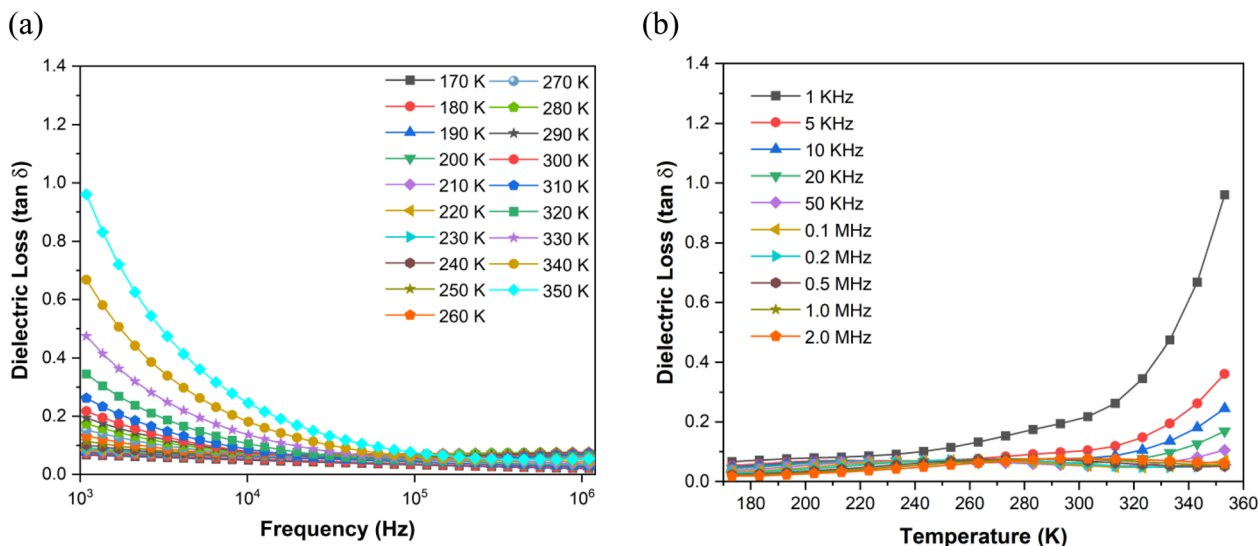 (a)
(b)
Dielectric Loss (tan δ)
1.4
1.2
1.0
0.8
0.6
0.4
0.2
0.0
10³ 10⁴ 10⁵ 10⁶
Frequency (Hz)
170 K 270 K
180 K 280 K
190 K 290 K
200 K 300 K
210 K 310 K
220 K 320 K
230 K 330 K
240 K 340 K
250 K 350 K
260 K
Dielectric Loss (tan δ)
1.4
1.2
1.0
0.8
0.6
0.4
0.2
0.0
180 200 220 240 260 280 300 320 340 360
Temperature (K)
1 KHz
5 KHz
10 KHz
20 KHz
50 KHz
0.1 MHz
0.2 MHz
0.5 MHz
1.0 MHz
2.0 MHz